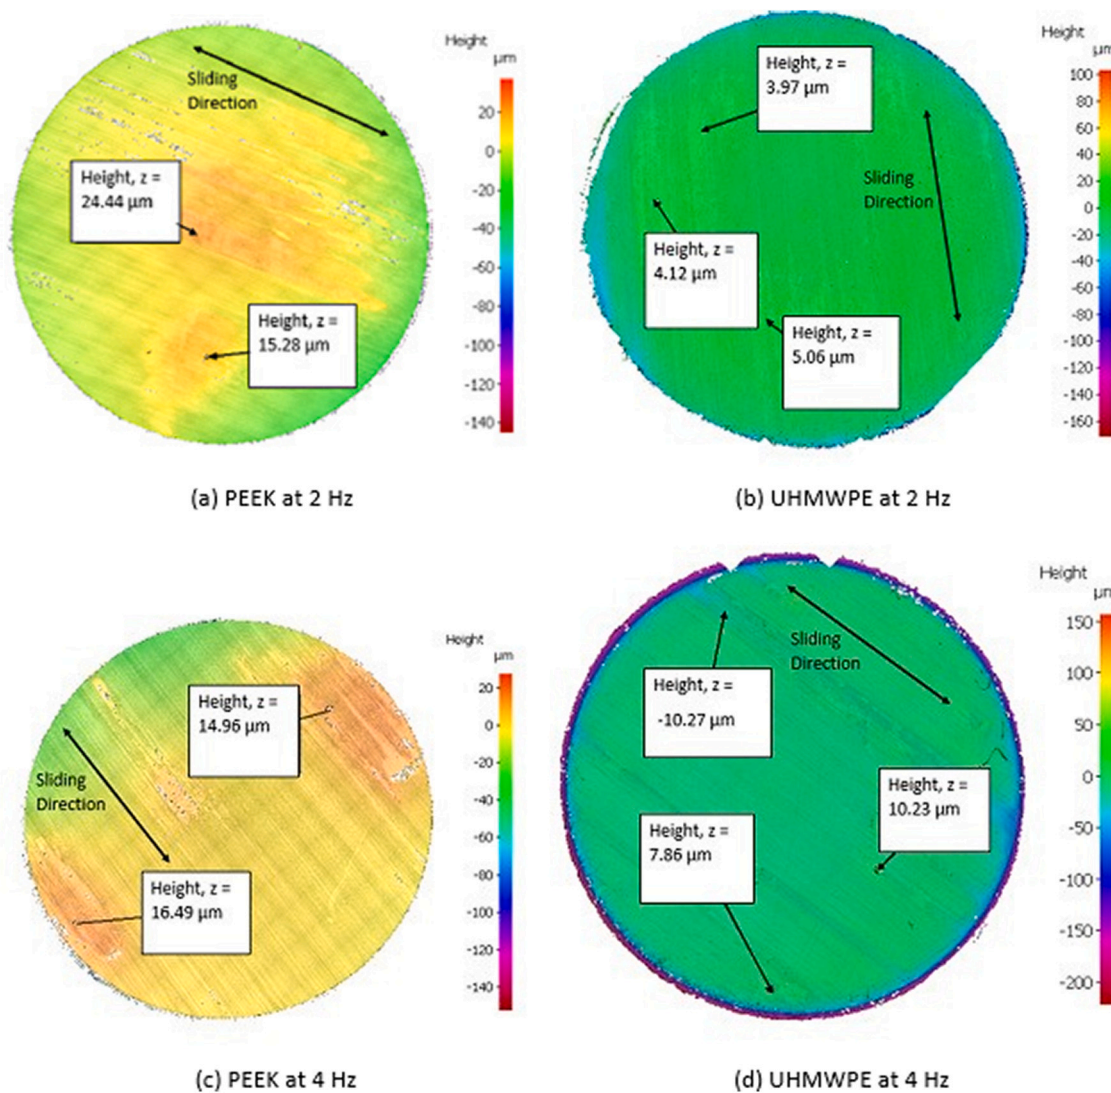 Height
µm
20
0
-20
-40
-60
-80
-100
-120
-140
Sliding
Direction
Height, z =
24.44 µm
Height, z =
15.28 µm
(a) PEEK at 2 Hz
Height
µm
100
80
60
40
20
0
-20
-40
-60
-80
-100
-120
-160
Height, z =
3.97 µm
Sliding
Direction
Height, z =
4.12 µm
Height, z =
5.06 µm
(b) UHMWPE at 2 Hz
Height
µm
20
0
-20
-40
-60
-80
-100
-120
-140
Height, z =
14.96 µm
Sliding
Direction
Height, z =
16.49 µm
(c) PEEK at 4 Hz
Height
µm
150
100
50
0
-50
-100
-150
-200
Sliding
Direction
Height, z =
-10.27 µm
Height, z =
10.23 µm
Height, z =
7.86 µm
(d) UHMWPE at 4 Hz